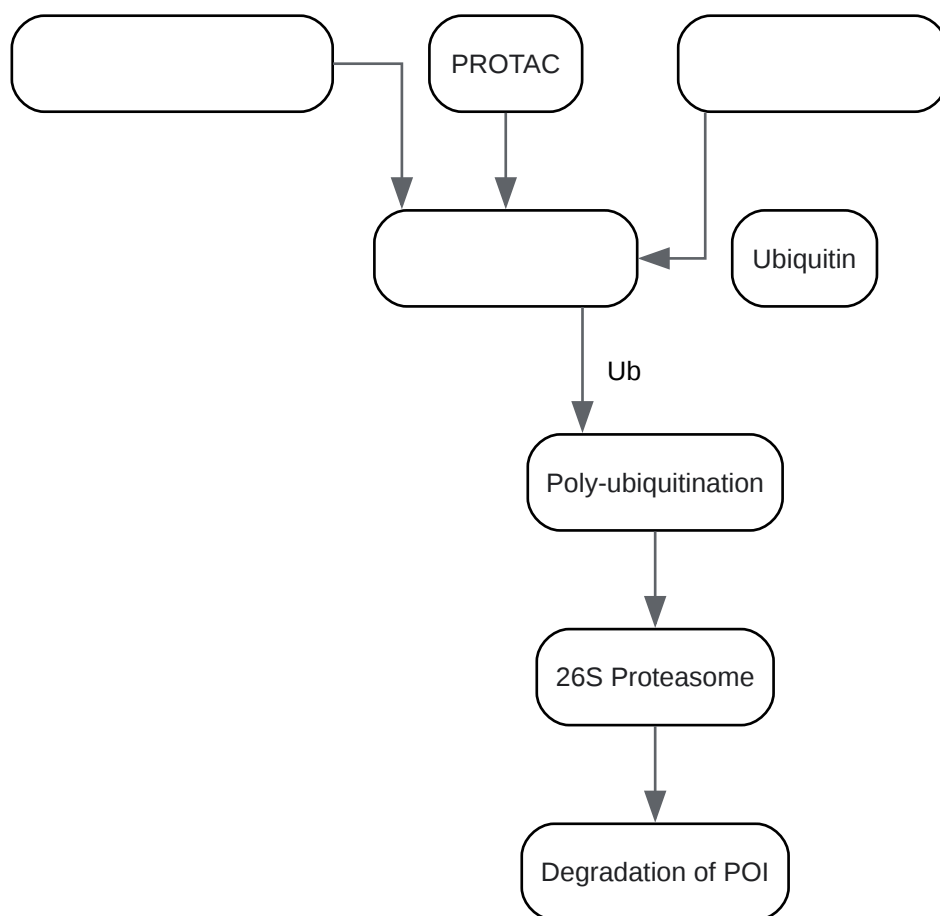 PROTAC
Ubiquitin
Ub
Poly-ubiquitination
26S Proteasome
Degradation of POI